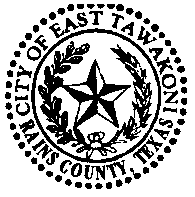 CITY OF EAST TAWAKONI
RAINS COUNTY, TEXAS